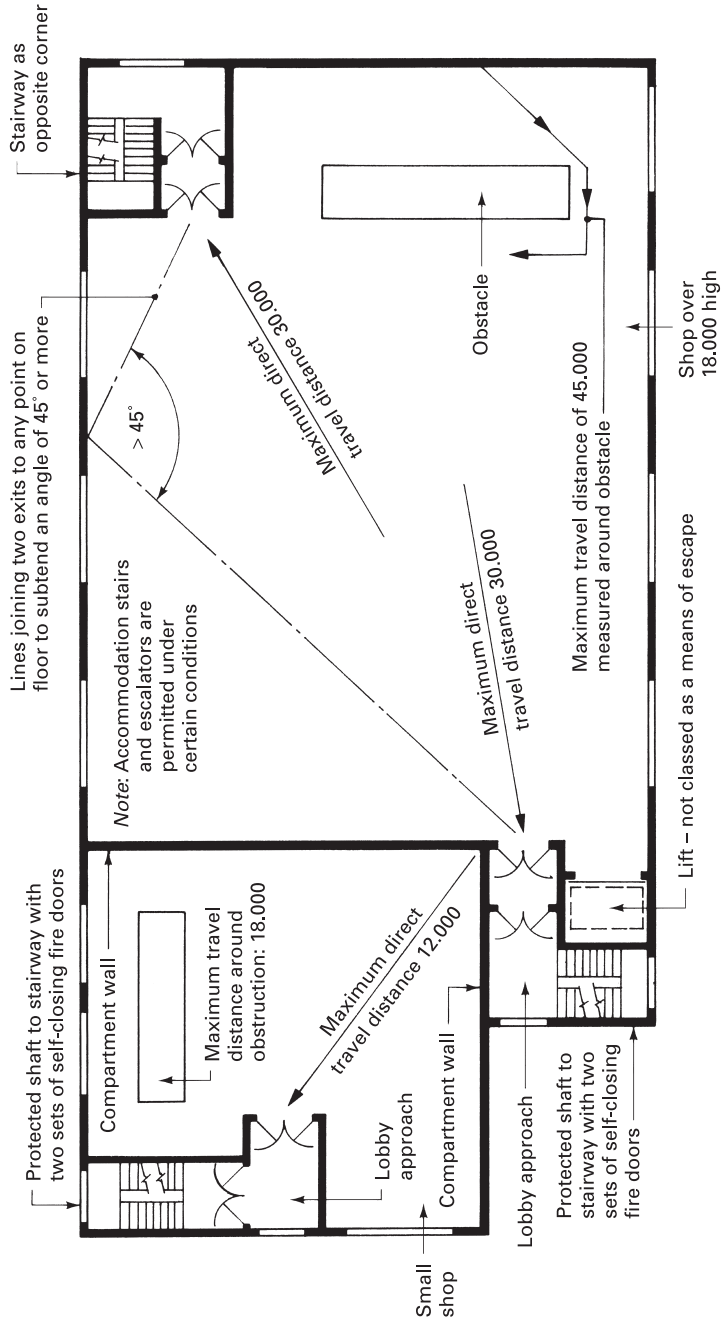 Stairway as
opposite corner
Lines joining two exits to any point on
floor to subtend an angle of 45° or more
Protected shaft to stairway with
two sets of self-closing fire doors
Note: Accommodation stairs
and escalators are
permitted under
certain conditions
> 45°
Maximum direct
travel distance 30.000
Compartment wall
Maximum travel
distance around
obstruction: 18.000
Maximum direct
travel distance 12.000
Maximum direct
travel distance 30.000
Obstacle
Maximum travel distance of 45.000
measured around obstacle
Lobby
approach
Compartment wall
Small
shop
Lobby approach
Protected shaft to
stairway with two
sets of self-closing
fire doors
Lift – not classed as a means of escape
Shop over
18.000 high